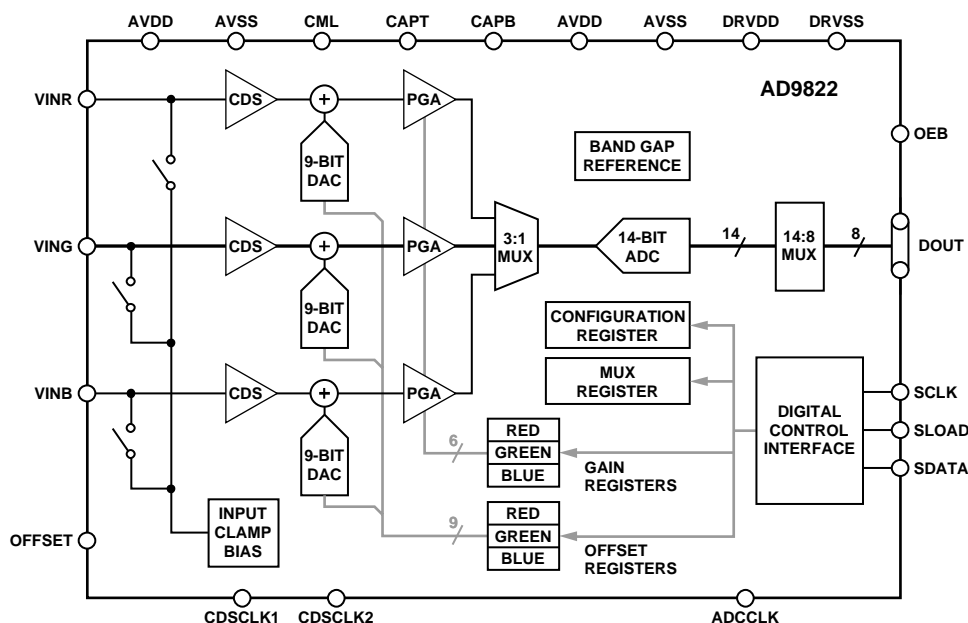 AVDD AVSS CML CAPT CAPB AVDD AVSS DRVDD DRVSS
AD9822
VINR
CDS
+
PGA
9-BIT
DAC
BAND GAP
REFERENCE
OEB
VING
CDS
+
PGA
3:1
MUX
14-BIT
ADC
14
14:8
MUX
8
DOUT
9-BIT
DAC
CONFIGURATION
REGISTER
MUX
REGISTER
VINB
CDS
+
PGA
9-BIT
DAC
DIGITAL
CONTROL
INTERFACE
SCLK
SLOAD
SDATA
6
RED
GREEN
BLUE
GAIN
REGISTERS
9
RED
GREEN
BLUE
OFFSET
REGISTERS
INPUT
CLAMP
BIAS
OFFSET
CDSCLK1 CDSCLK2 ADCCLK